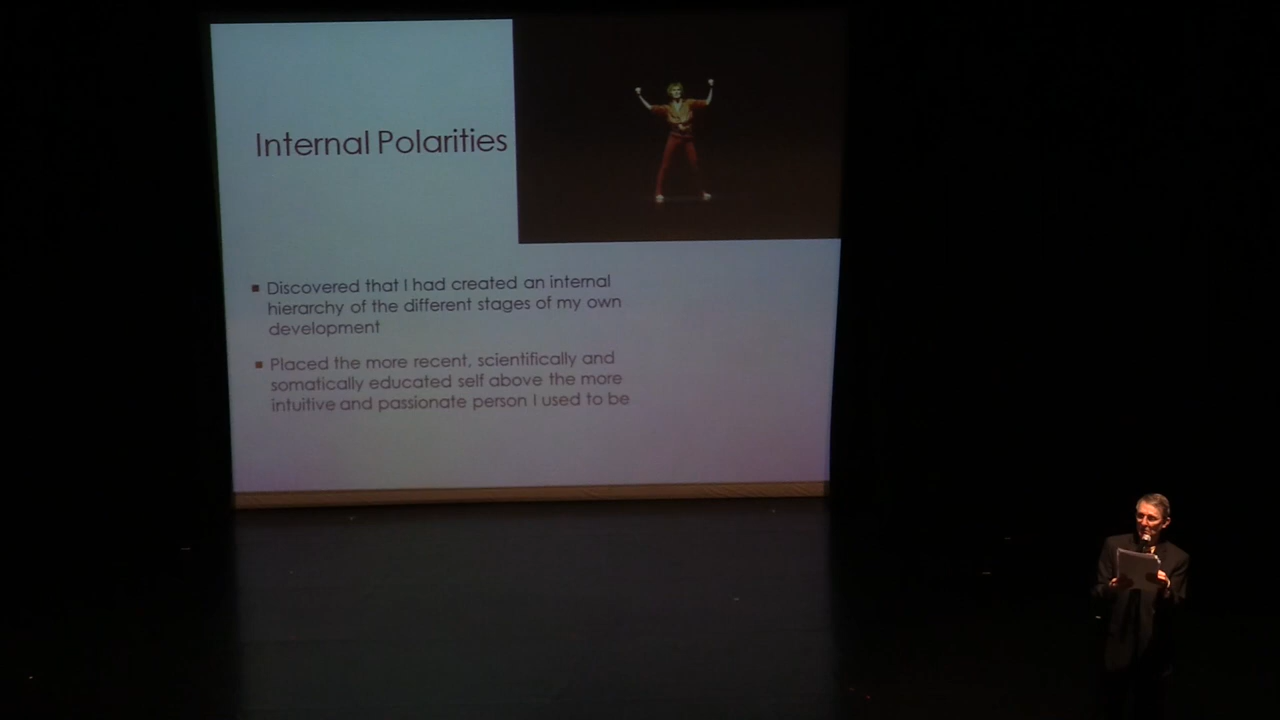 Internal Polarities
▪ Discovered that I had created an internal
hierarchy of the different stages of my own
development
▪ Placed the more recent, scientifically and
somatically educated self above the more
intuitive and passionate person I used to be